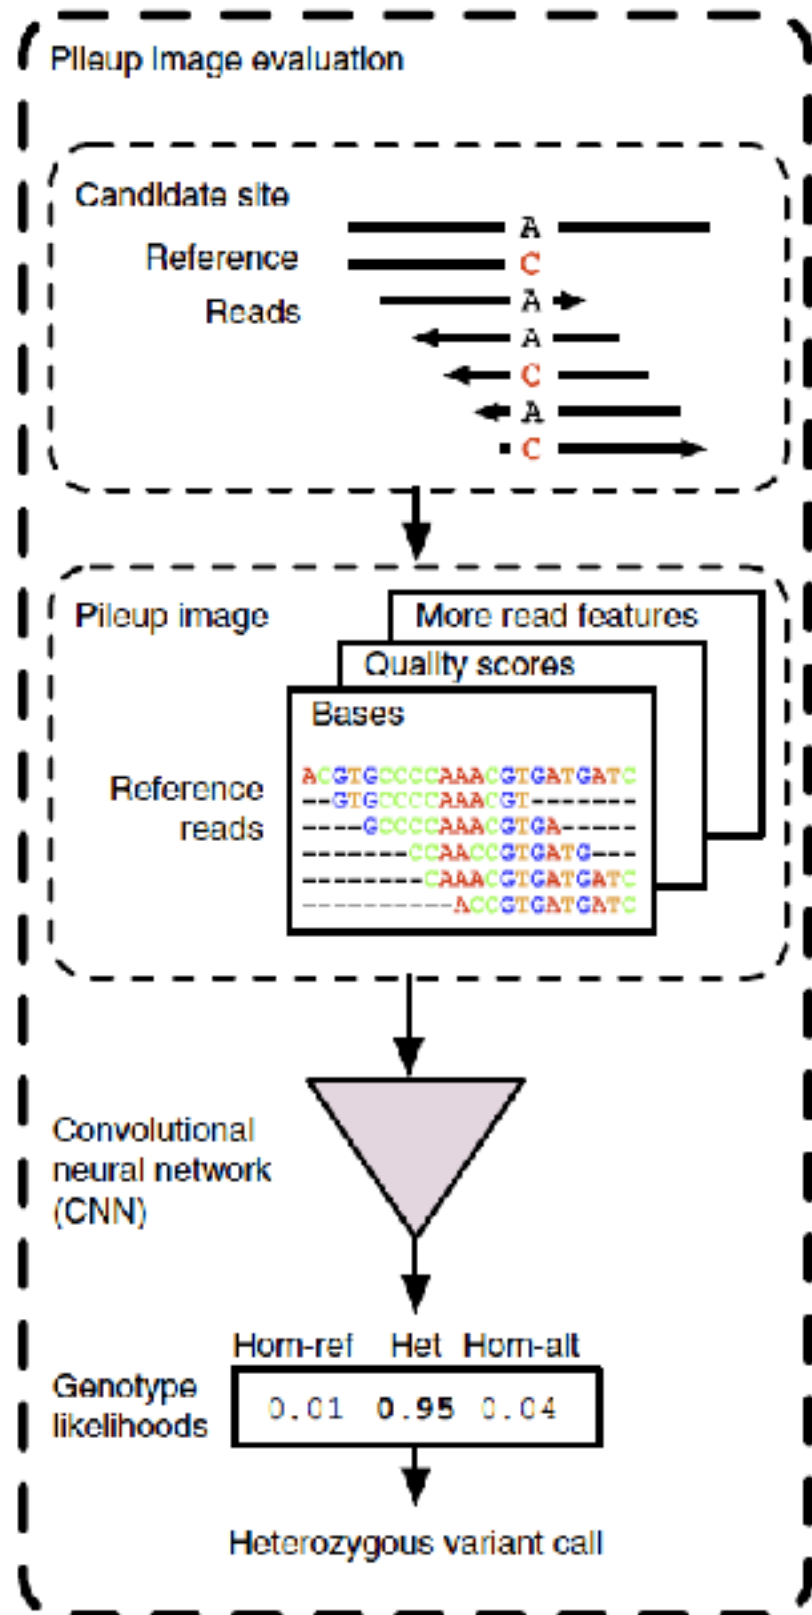 Pileup image evaluation
Candidate site
A
Reference
C
Reads
A
A
C
A
C
Pileup image
More read features
Quality scores
Bases
ACGTGCCCCAAACGTGATGATC
--GTGCCCCAAACGT-------
Reference
----GCCCCAAACGTGA-----
reads
-------CCAACCGTGATG---
--------CAAACGTGATGATC
----------ACCGTGATGATC
Convolutional
neural network
(CNN)
Hom-ref Het Hom-alt
Genotype
likelihoods
0.01 0.95 0.04
Heterozygous variant call